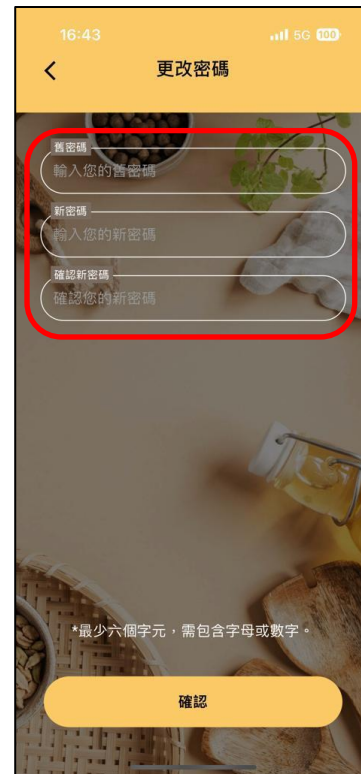 16:43
5G 100
更改密碼
舊密碼
輸入您的舊密碼
新密碼
輸入您的新密碼
確認新密碼
確認您的新密碼
*最少六個字元，需包含字母或數字。
確認